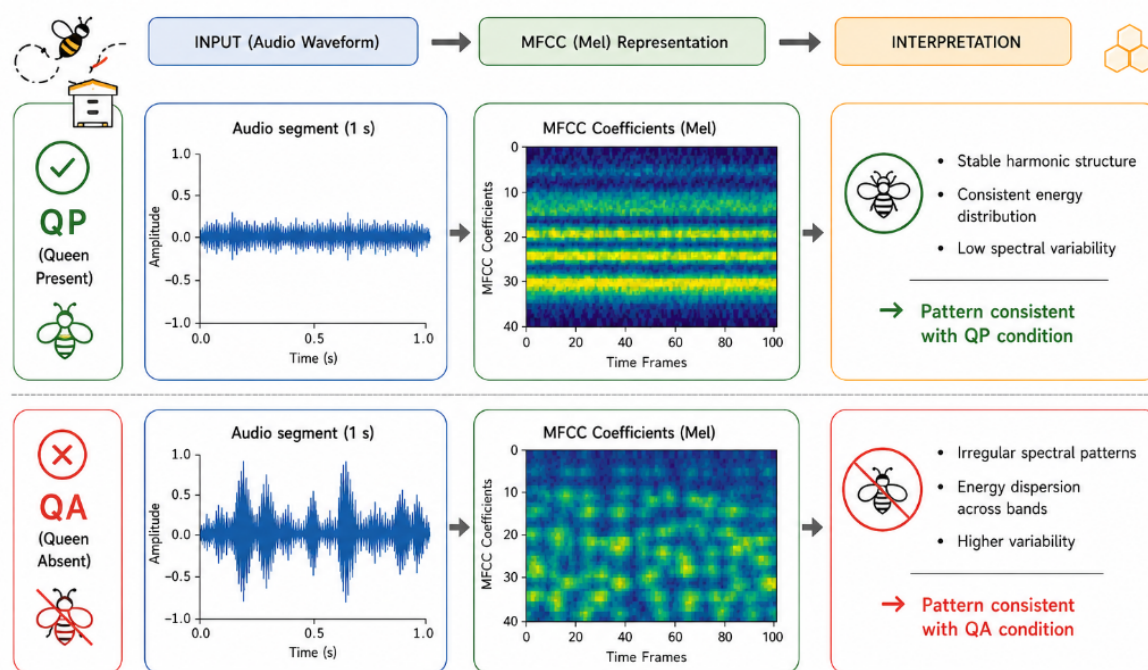 INPUT (Audio Waveform)
MFCC (Mel) Representation
INTERPRETATION
QP
(Queen
Present)
Audio segment (1 s)
Amplitude
1.0
0.5
0.0
−0.5
−1.0
0.0
0.5
1.0
Time (s)
MFCC Coefficients (Mel)
MFCC Coefficients
0
10
20
30
40
0
20
40
60
80
100
Time Frames
• Stable harmonic structure
• Consistent energy
distribution
• Low spectral variability
→ Pattern consistent
with QP condition
QA
(Queen
Absent)
Audio segment (1 s)
Amplitude
1.0
0.5
0.0
−0.5
−1.0
0.0
0.5
1.0
Time (s)
MFCC Coefficients (Mel)
MFCC Coefficients
0
10
20
30
40
0
20
40
60
80
100
Time Frames
• Irregular spectral patterns
• Energy dispersion
across bands
• Higher variability
→ Pattern consistent
with QA condition